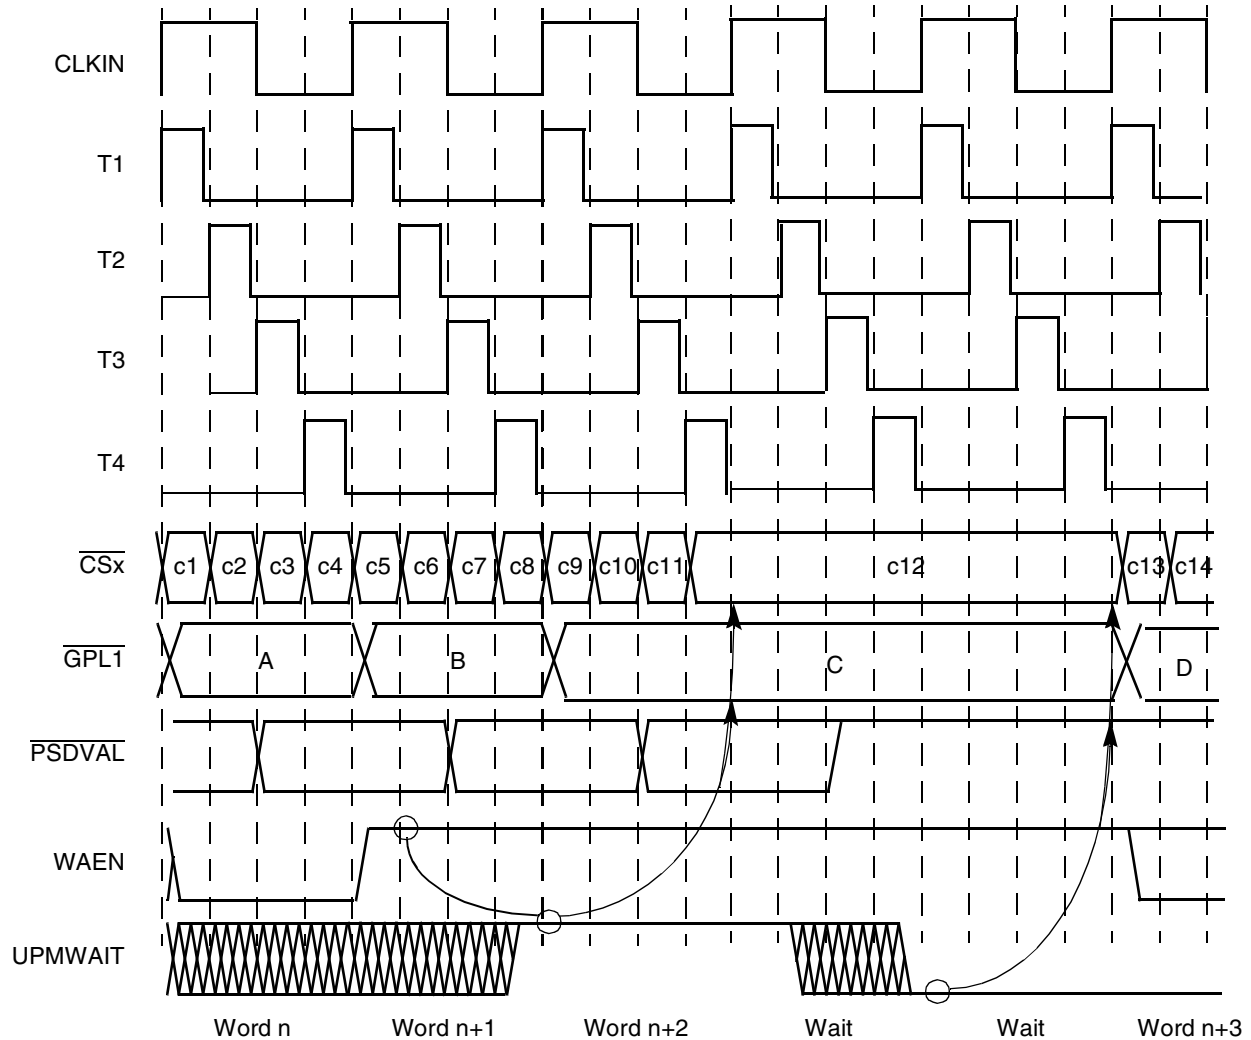 CLKIN
T1
T2
T3
T4
CSx c1 c2 c3 c4 c5 c6 c7 c8 c9 c10 c11 c12 c13 c14
GPL1 A B C D
PSDVAL
WAEN
UPMWAIT
Word n Word n+1 Word n+2 Wait Wait Word n+3